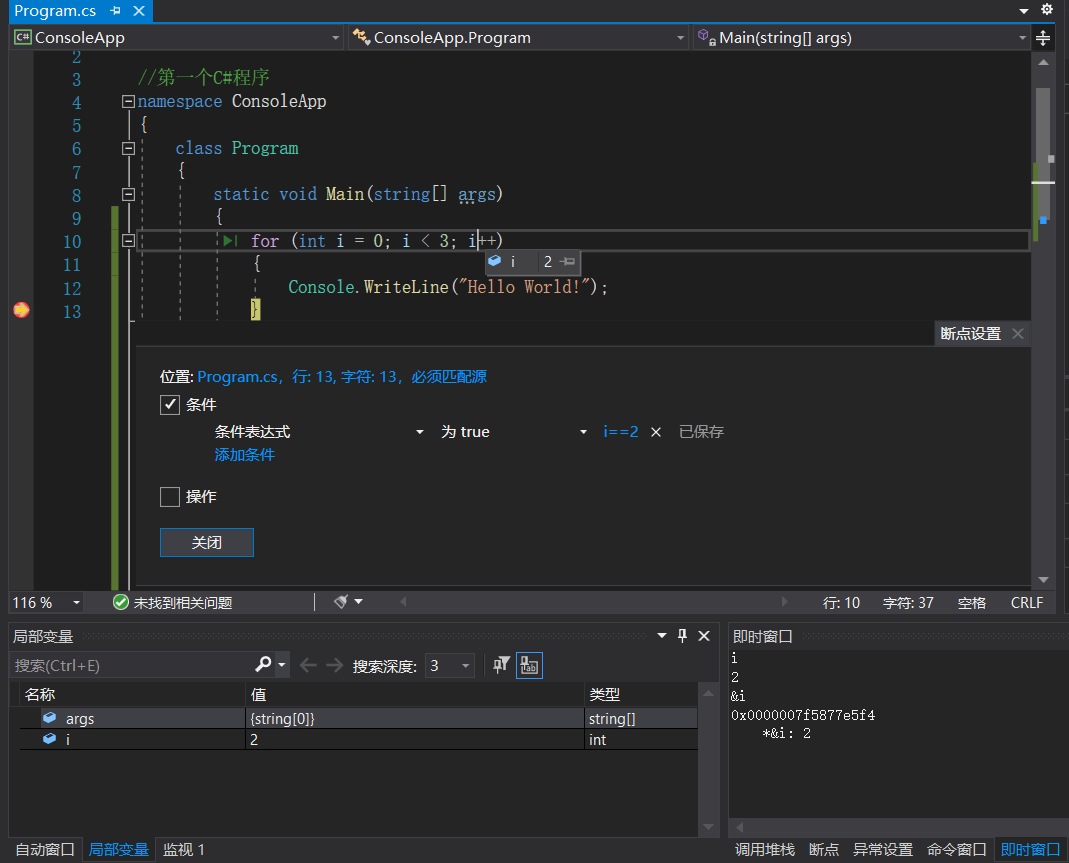 Program.cs
C# ConsoleApp ConsoleApp.Program Main(string[] args)
2
3 //第一个C#程序
4 namespace ConsoleApp
5 {
6 class Program
7 {
8 static void Main(string[] args)
9 {
10 for (int i = 0; i < 3; i++)
i 2
11 {
12 Console.WriteLine("Hello World!");
13 }
断点设置
位置: Program.cs, 行: 13, 字符: 13, 必须匹配源
条件
条件表达式 为 true i==2 已保存
添加条件
操作
关闭
116 % 未找到相关问题 行: 10 字符: 37 空格 CRLF
局部变量
搜索(Ctrl+E) 搜索深度: 3
名称 值 类型
args {string[0]} string[]
i 2 int
自动窗口 局部变量 监视 1
即时窗口
i
2
&i
0x0000007f5877e5f4
*&i: 2
调用堆栈 断点 异常设置 命令窗口 即时窗口